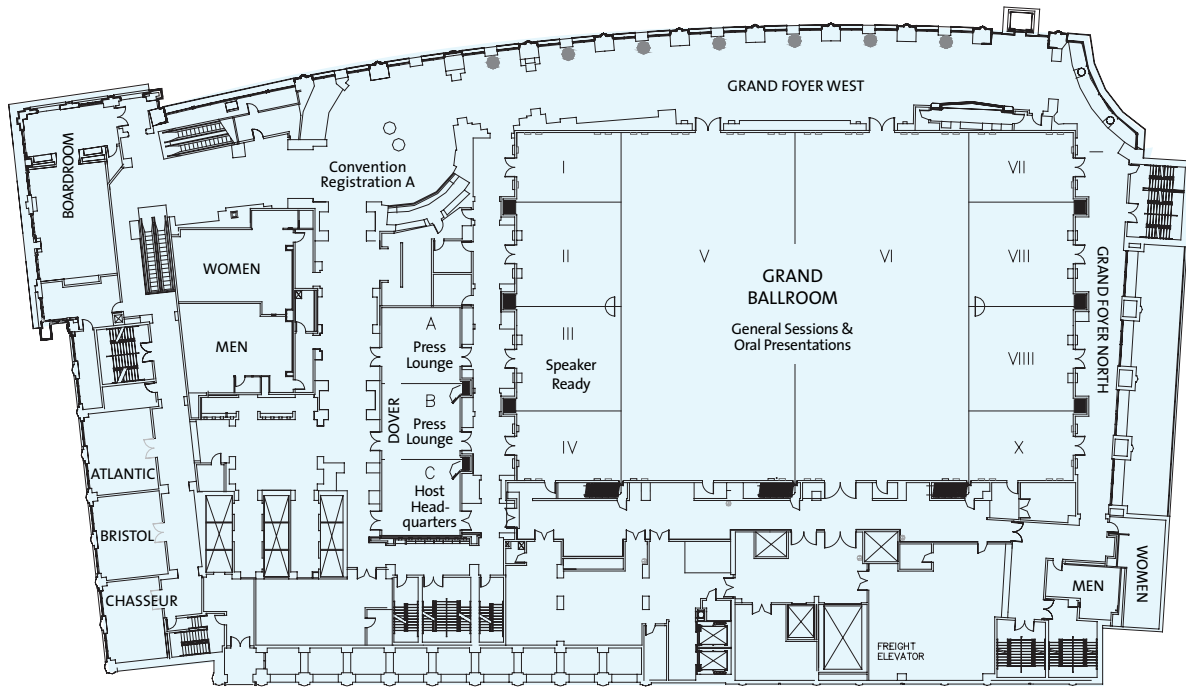 GRAND FOYER WEST
BOARDROOM
Convention
Registration A
I
VII
WOMEN
II
V
VI
VIII
GRAND
BALLROOM
General Sessions &
Oral Presentations
GRAND FOYER NORTH
MEN
A
Press
Lounge
III
Speaker
Ready
VIIII
DOVER
B
Press
Lounge
IV
X
C
Host
Head-
quarters
ATLANTIC
BRISTOL
CHASSEUR
MEN
WOMEN
FREIGHT
ELEVATOR